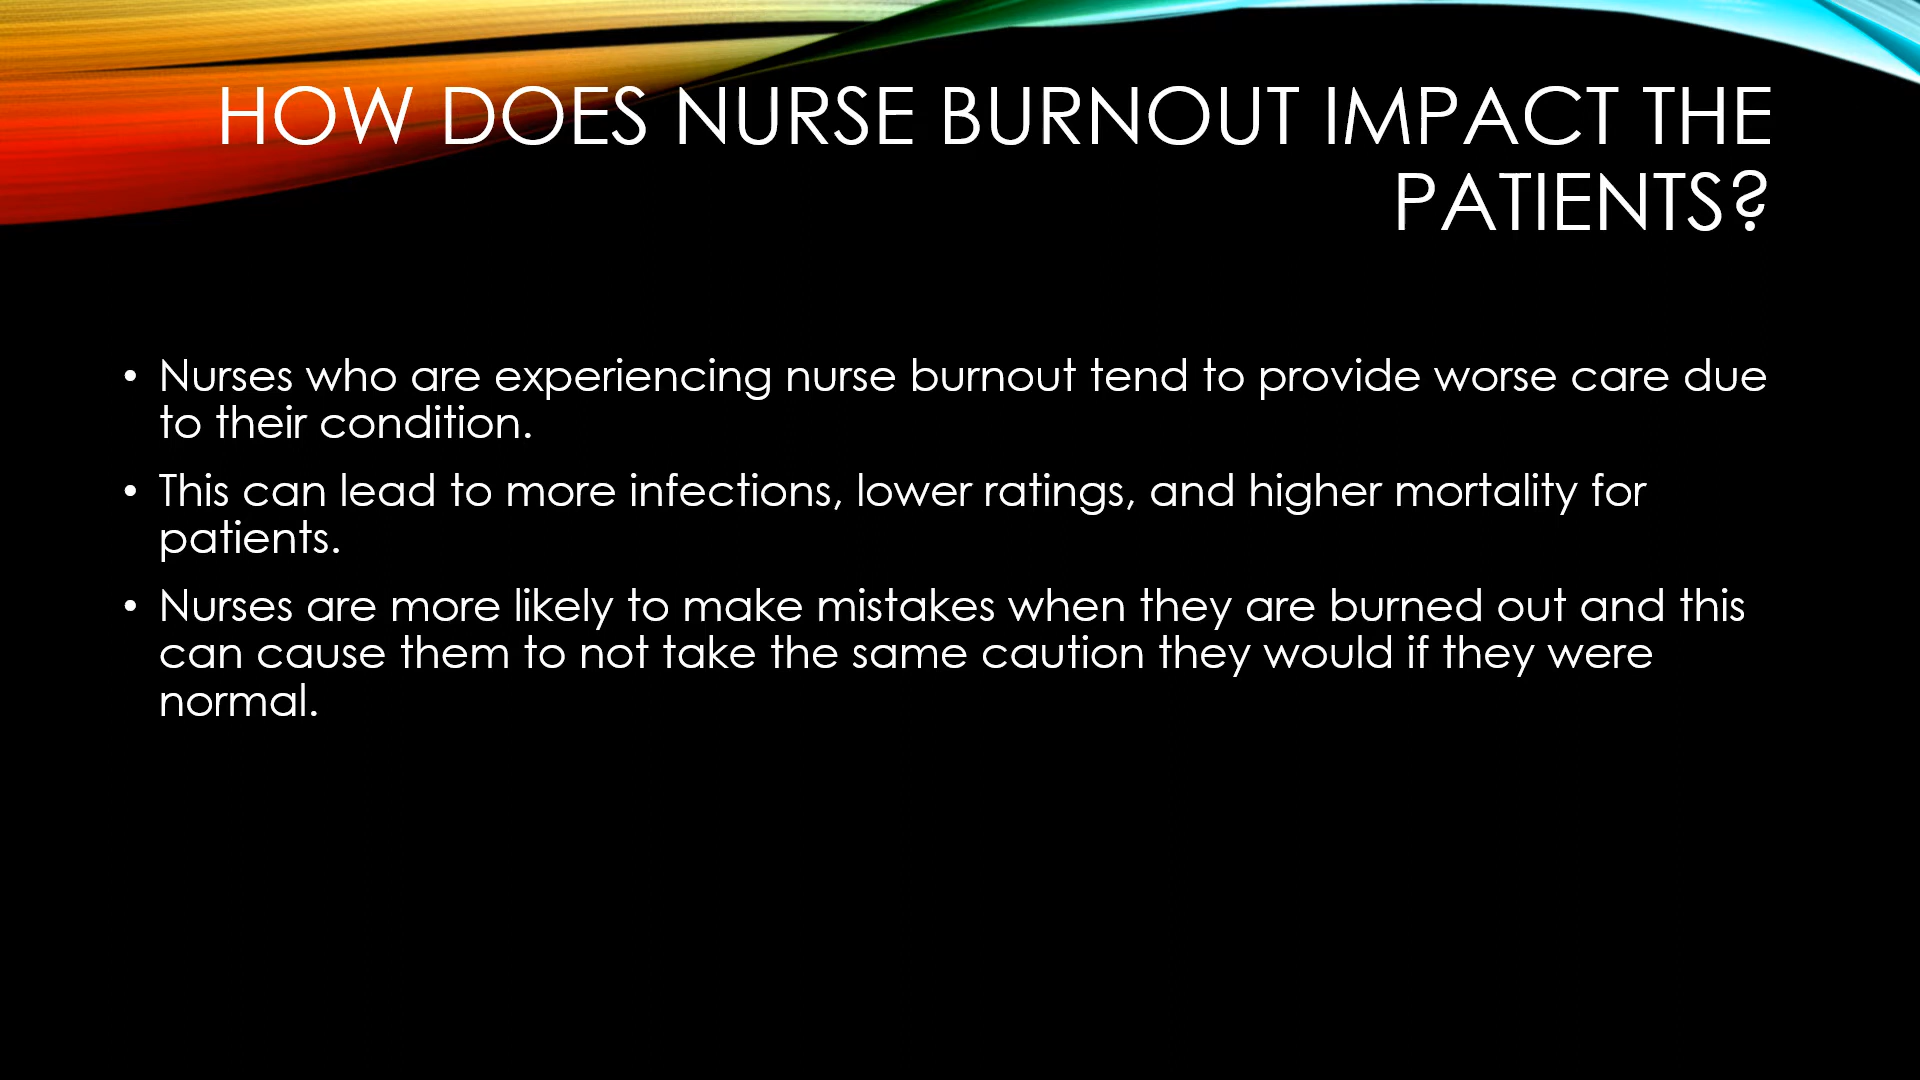 HOW DOES NURSE BURNOUT IMPACT THE
PATIENTS?
• Nurses who are experiencing nurse burnout tend to provide worse care due
to their condition.
• This can lead to more infections, lower ratings, and higher mortality for
patients.
• Nurses are more likely to make mistakes when they are burned out and this
can cause them to not take the same caution they would if they were
normal.